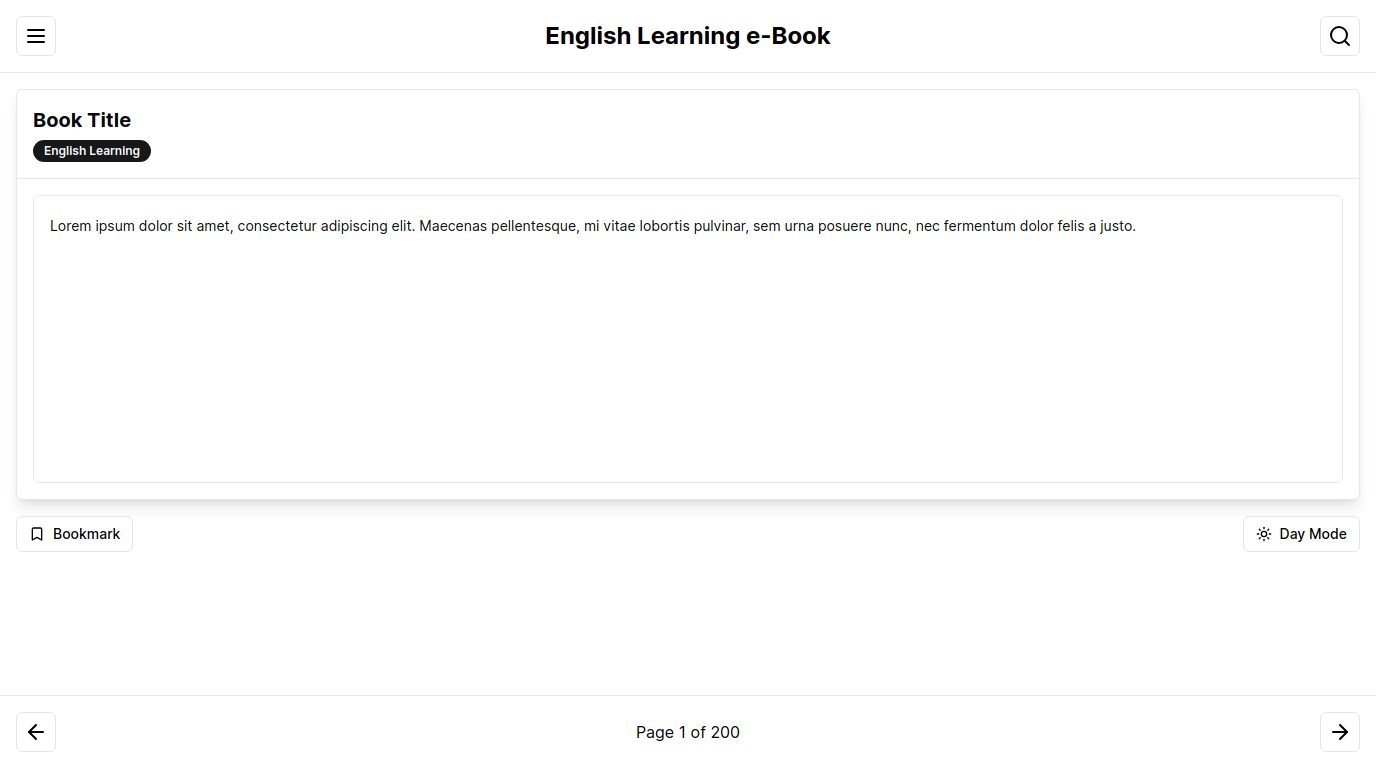 English Learning e-Book
Book Title
English Learning
Lorem ipsum dolor sit amet, consectetur adipiscing elit. Maecenas pellentesque, mi vitae lobortis pulvinar, sem urna posuere nunc, nec fermentum dolor felis a justo.
Bookmark
Day Mode
Page 1 of 200